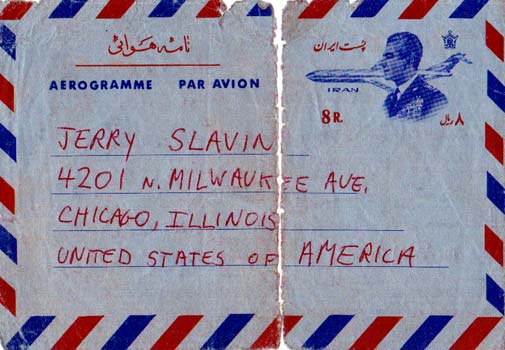 نامه هوائی
AEROGRAMME PAR AVION
پست ایران
IRAN
8 R. ۸ ریال
JERRY SLAVIN
4201 N. MILWAUKEE AVE.
CHICAGO, ILLINOIS
UNITED STATES OF AMERICA